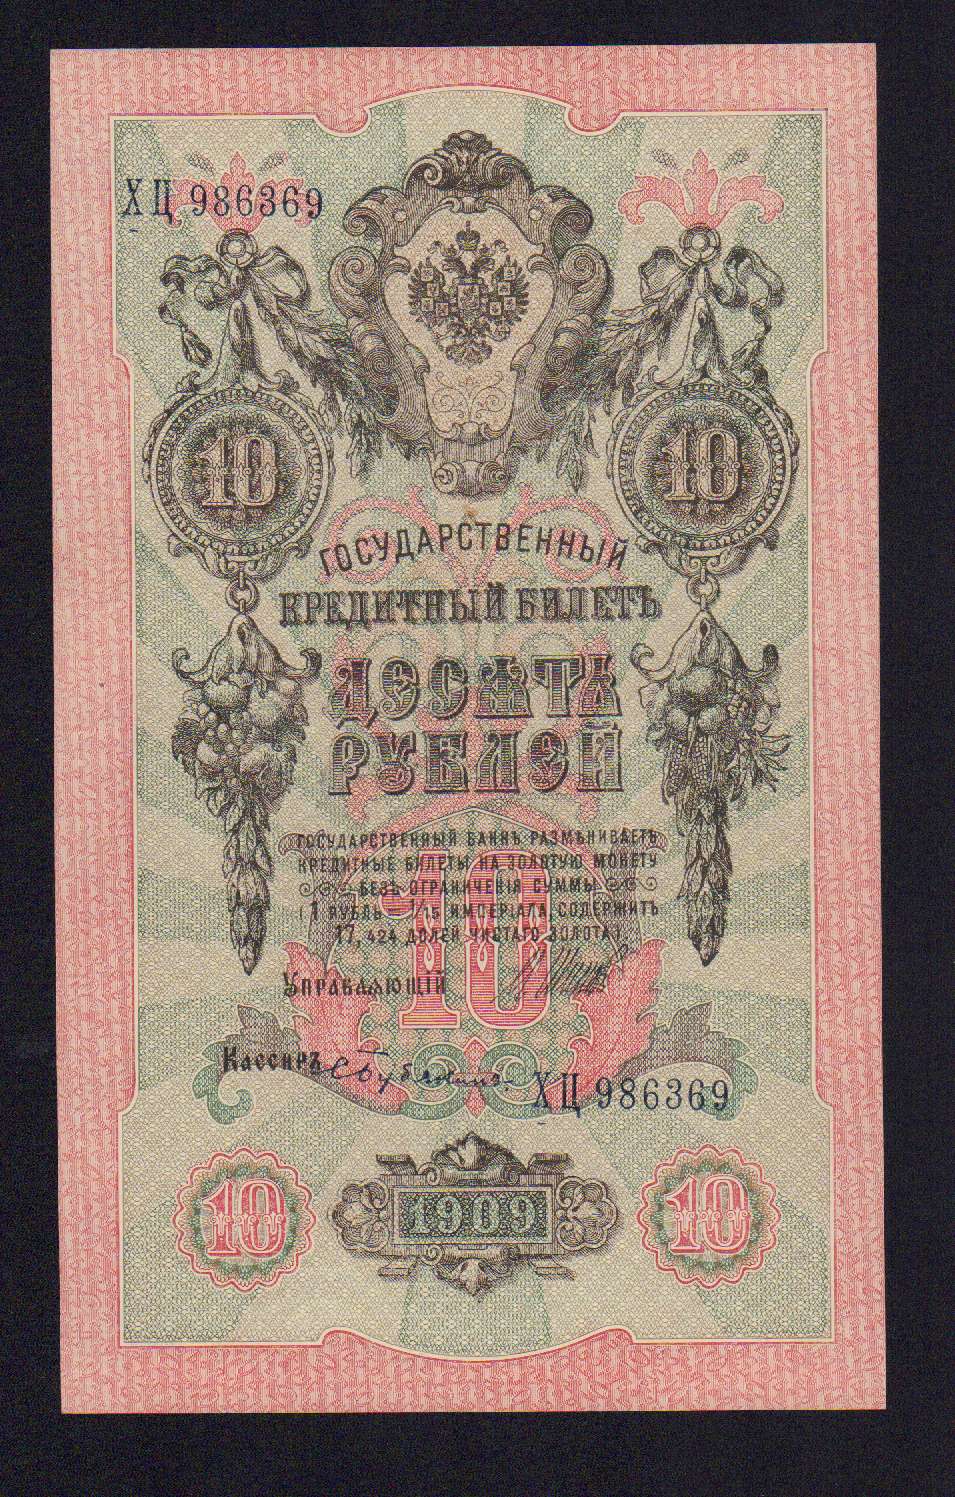 ХЦ 986369
10 10
ГОСУДАРСТВЕННЫЙ
КРЕДИТНЫЙ БИЛЕТЪ
ДЕСЯТЬ
РУБЛЕЙ
ГОСУДАРСТВЕННЫЙ БАНКЪ РАЗМѢНИВАЕТЪ
КРЕДИТНЫЕ БИЛЕТЫ НА ЗОЛОТУЮ МОНЕТУ
БЕЗЪ ОГРАНИЧЕНІЯ СУММЫ
(1 РУБЛЬ = 1/15 ИМПЕРІАЛА, СОДЕРЖИТЪ
17,424 ДОЛЕЙ ЧИСТАГО ЗОЛОТА)
10
Управляющій
Кассиръ
ХЦ 986369
10 1909 10